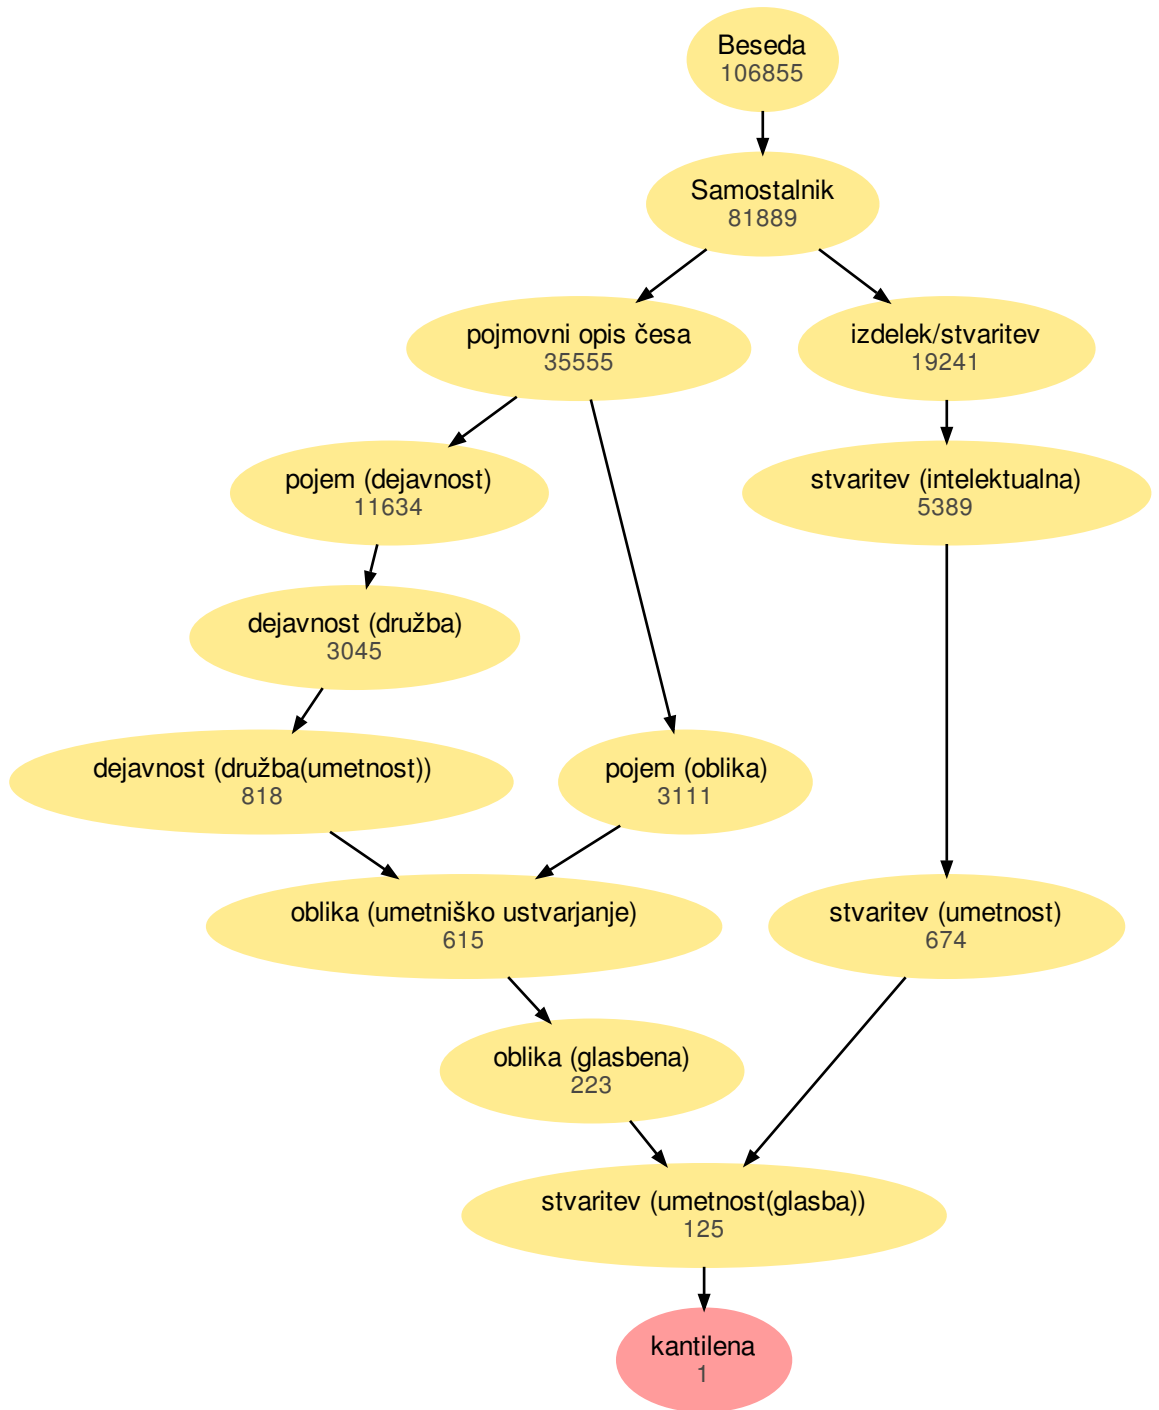 Beseda
106855
Samostalnik
81889
pojmovni opis česa
35555
izdelek/stvaritev
19241
pojem (dejavnost)
11634
stvaritev (intelektualna)
5389
dejavnost (družba)
3045
dejavnost (družba(umetnost))
818
pojem (oblika)
3111
oblika (umetniško ustvarjanje)
615
stvaritev (umetnost)
674
oblika (glasbena)
223
stvaritev (umetnost(glasba))
125
kantilena
1